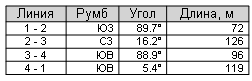 Линия Румб Угол Длина, м
1 - 2 ЮЗ 89.7° 72
2 - 3 СЗ 16.2° 126
3 - 4 ЮВ 88.9° 96
4 - 1 ЮВ 5.4° 119